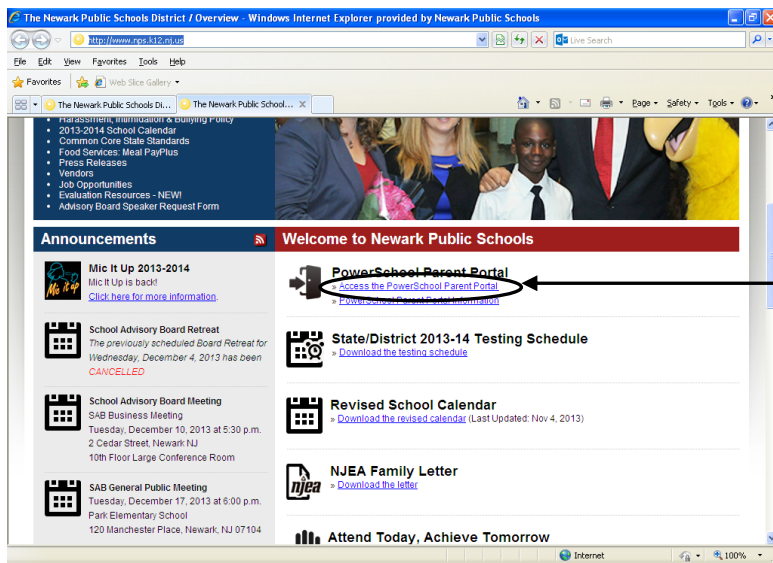 The Newark Public Schools District / Overview - Windows Internet Explorer provided by Newark Public Schools
http://www.nps.k12.nj.us
Live Search
File Edit View Favorites Tools Help
Favorites Web Slice Gallery
The Newark Public Schools Di... The Newark Public School... Page Safety Tools
• Harassment, Intimidation & Bullying Policy
• 2013-2014 School Calendar
• Common Core State Standards
• Food Services: Meal PayPlus
• Press Releases
• Vendors
• Job Opportunities
• Evaluation Resources - NEW!
• Advisory Board Speaker Request Form
Announcements
Mic it up
Mic It Up 2013-2014
Mic It Up is back!
Click here for more information.
School Advisory Board Retreat
The previously scheduled Board Retreat for
Wednesday, December 4, 2013 has been
CANCELLED
School Advisory Board Meeting
SAB Business Meeting
Tuesday, December 10, 2013 at 5:30 p.m.
2 Cedar Street, Newark NJ
10th Floor Large Conference Room
SAB General Public Meeting
Tuesday, December 17, 2013 at 6:00 p.m.
Park Elementary School
120 Manchester Place, Newark, NJ 07104
Welcome to Newark Public Schools
PowerSchool Parent Portal
» Access the PowerSchool Parent Portal
» PowerSchool Parent Portal Information
State/District 2013-14 Testing Schedule
» Download the testing schedule
Revised School Calendar
» Download the revised calendar (Last Updated: Nov 4, 2013)
njea
NJEA Family Letter
» Download the letter
Attend Today, Achieve Tomorrow
Internet 100%